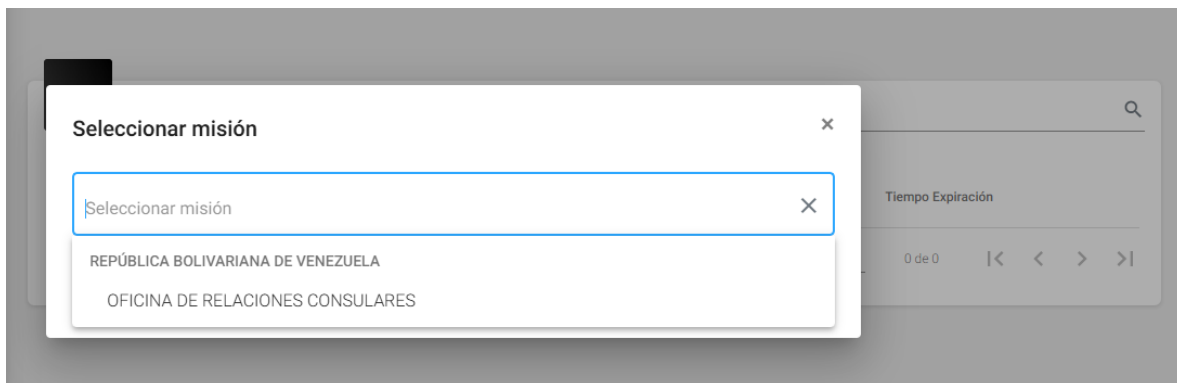 Seleccionar misión
×
Seleccionar misión
REPÚBLICA BOLIVARIANA DE VENEZUELA
OFICINA DE RELACIONES CONSULARES
Tiempo Expiración
0 de 0